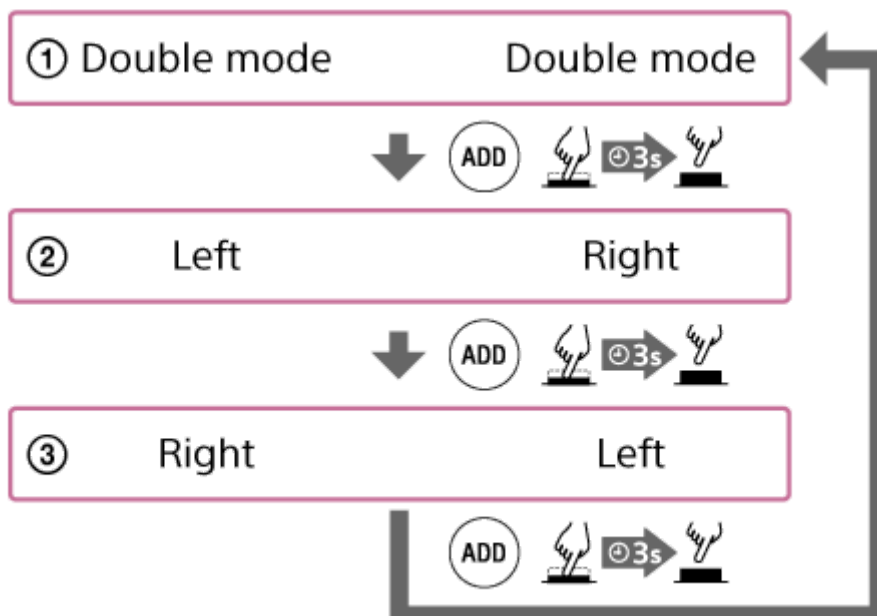 ① Double mode Double mode
ADD 3s
② Left Right
ADD 3s
③ Right Left
ADD 3s